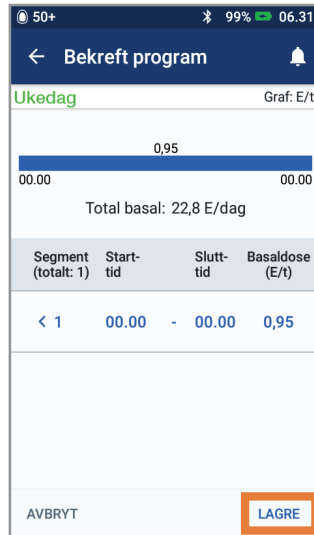 50+ 99% 06.31
Bekreft program
Ukedag Graf: E/t
0,95
00.00 00.00
Total basal: 22,8 E/dag
Segment Start- Slutt- Basaldose
(totalt: 1) tid tid (E/t)
< 1 00.00 - 00.00 0,95
AVBRYT LAGRE